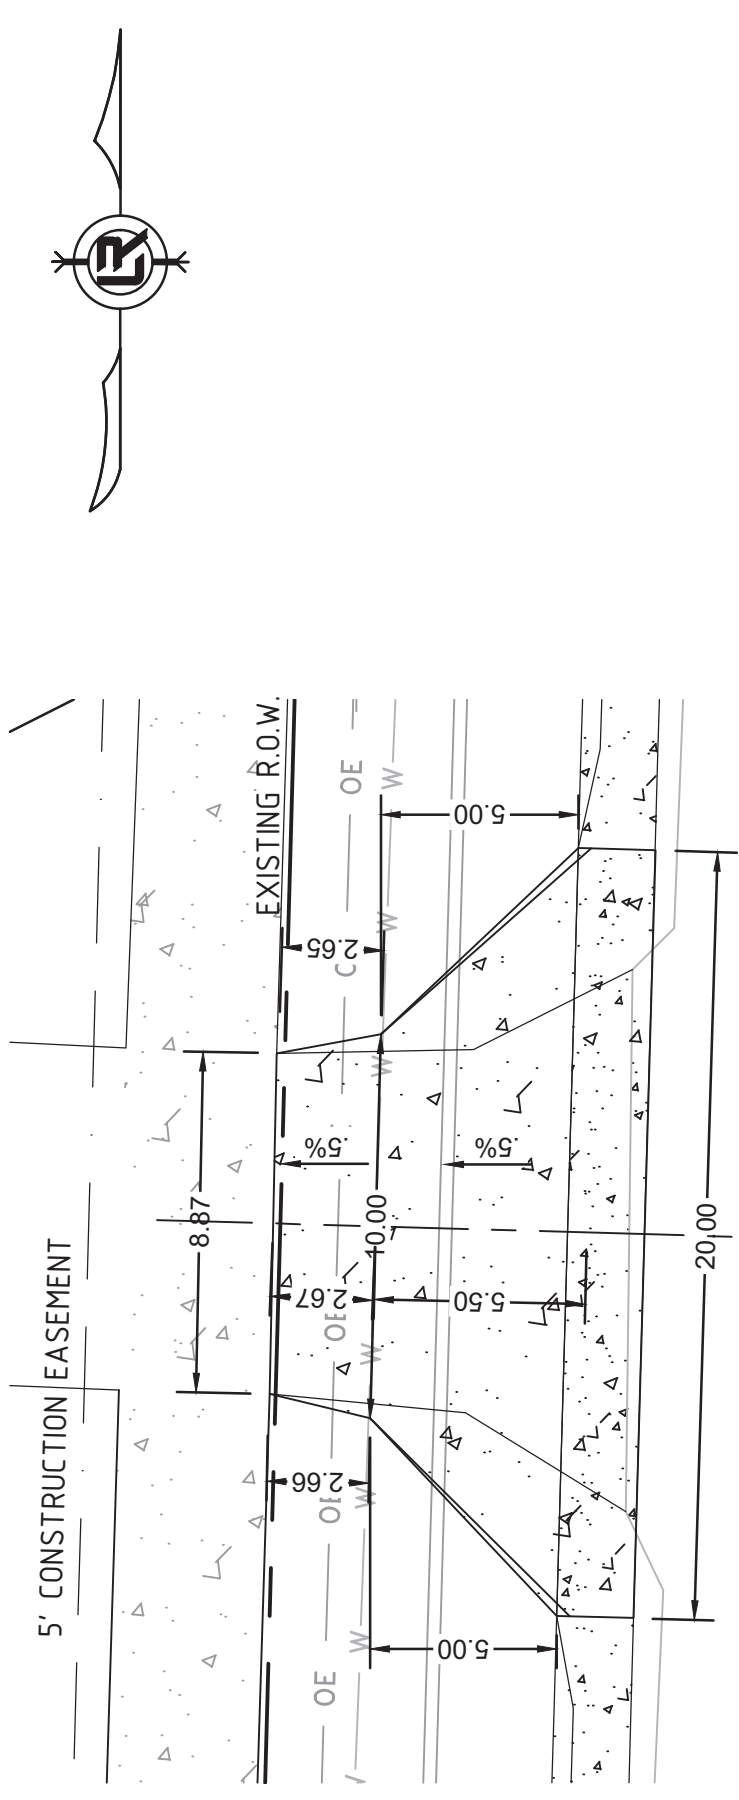 EXISTING R.O.W.
OE
W
5.00
W
2.65
C
W
.5%
.5%
8.87
10.00
20.00
5' CONSTRUCTION EASEMENT
2.67
5.50
OE
W
2.66
OE
W
W
5.00
OE